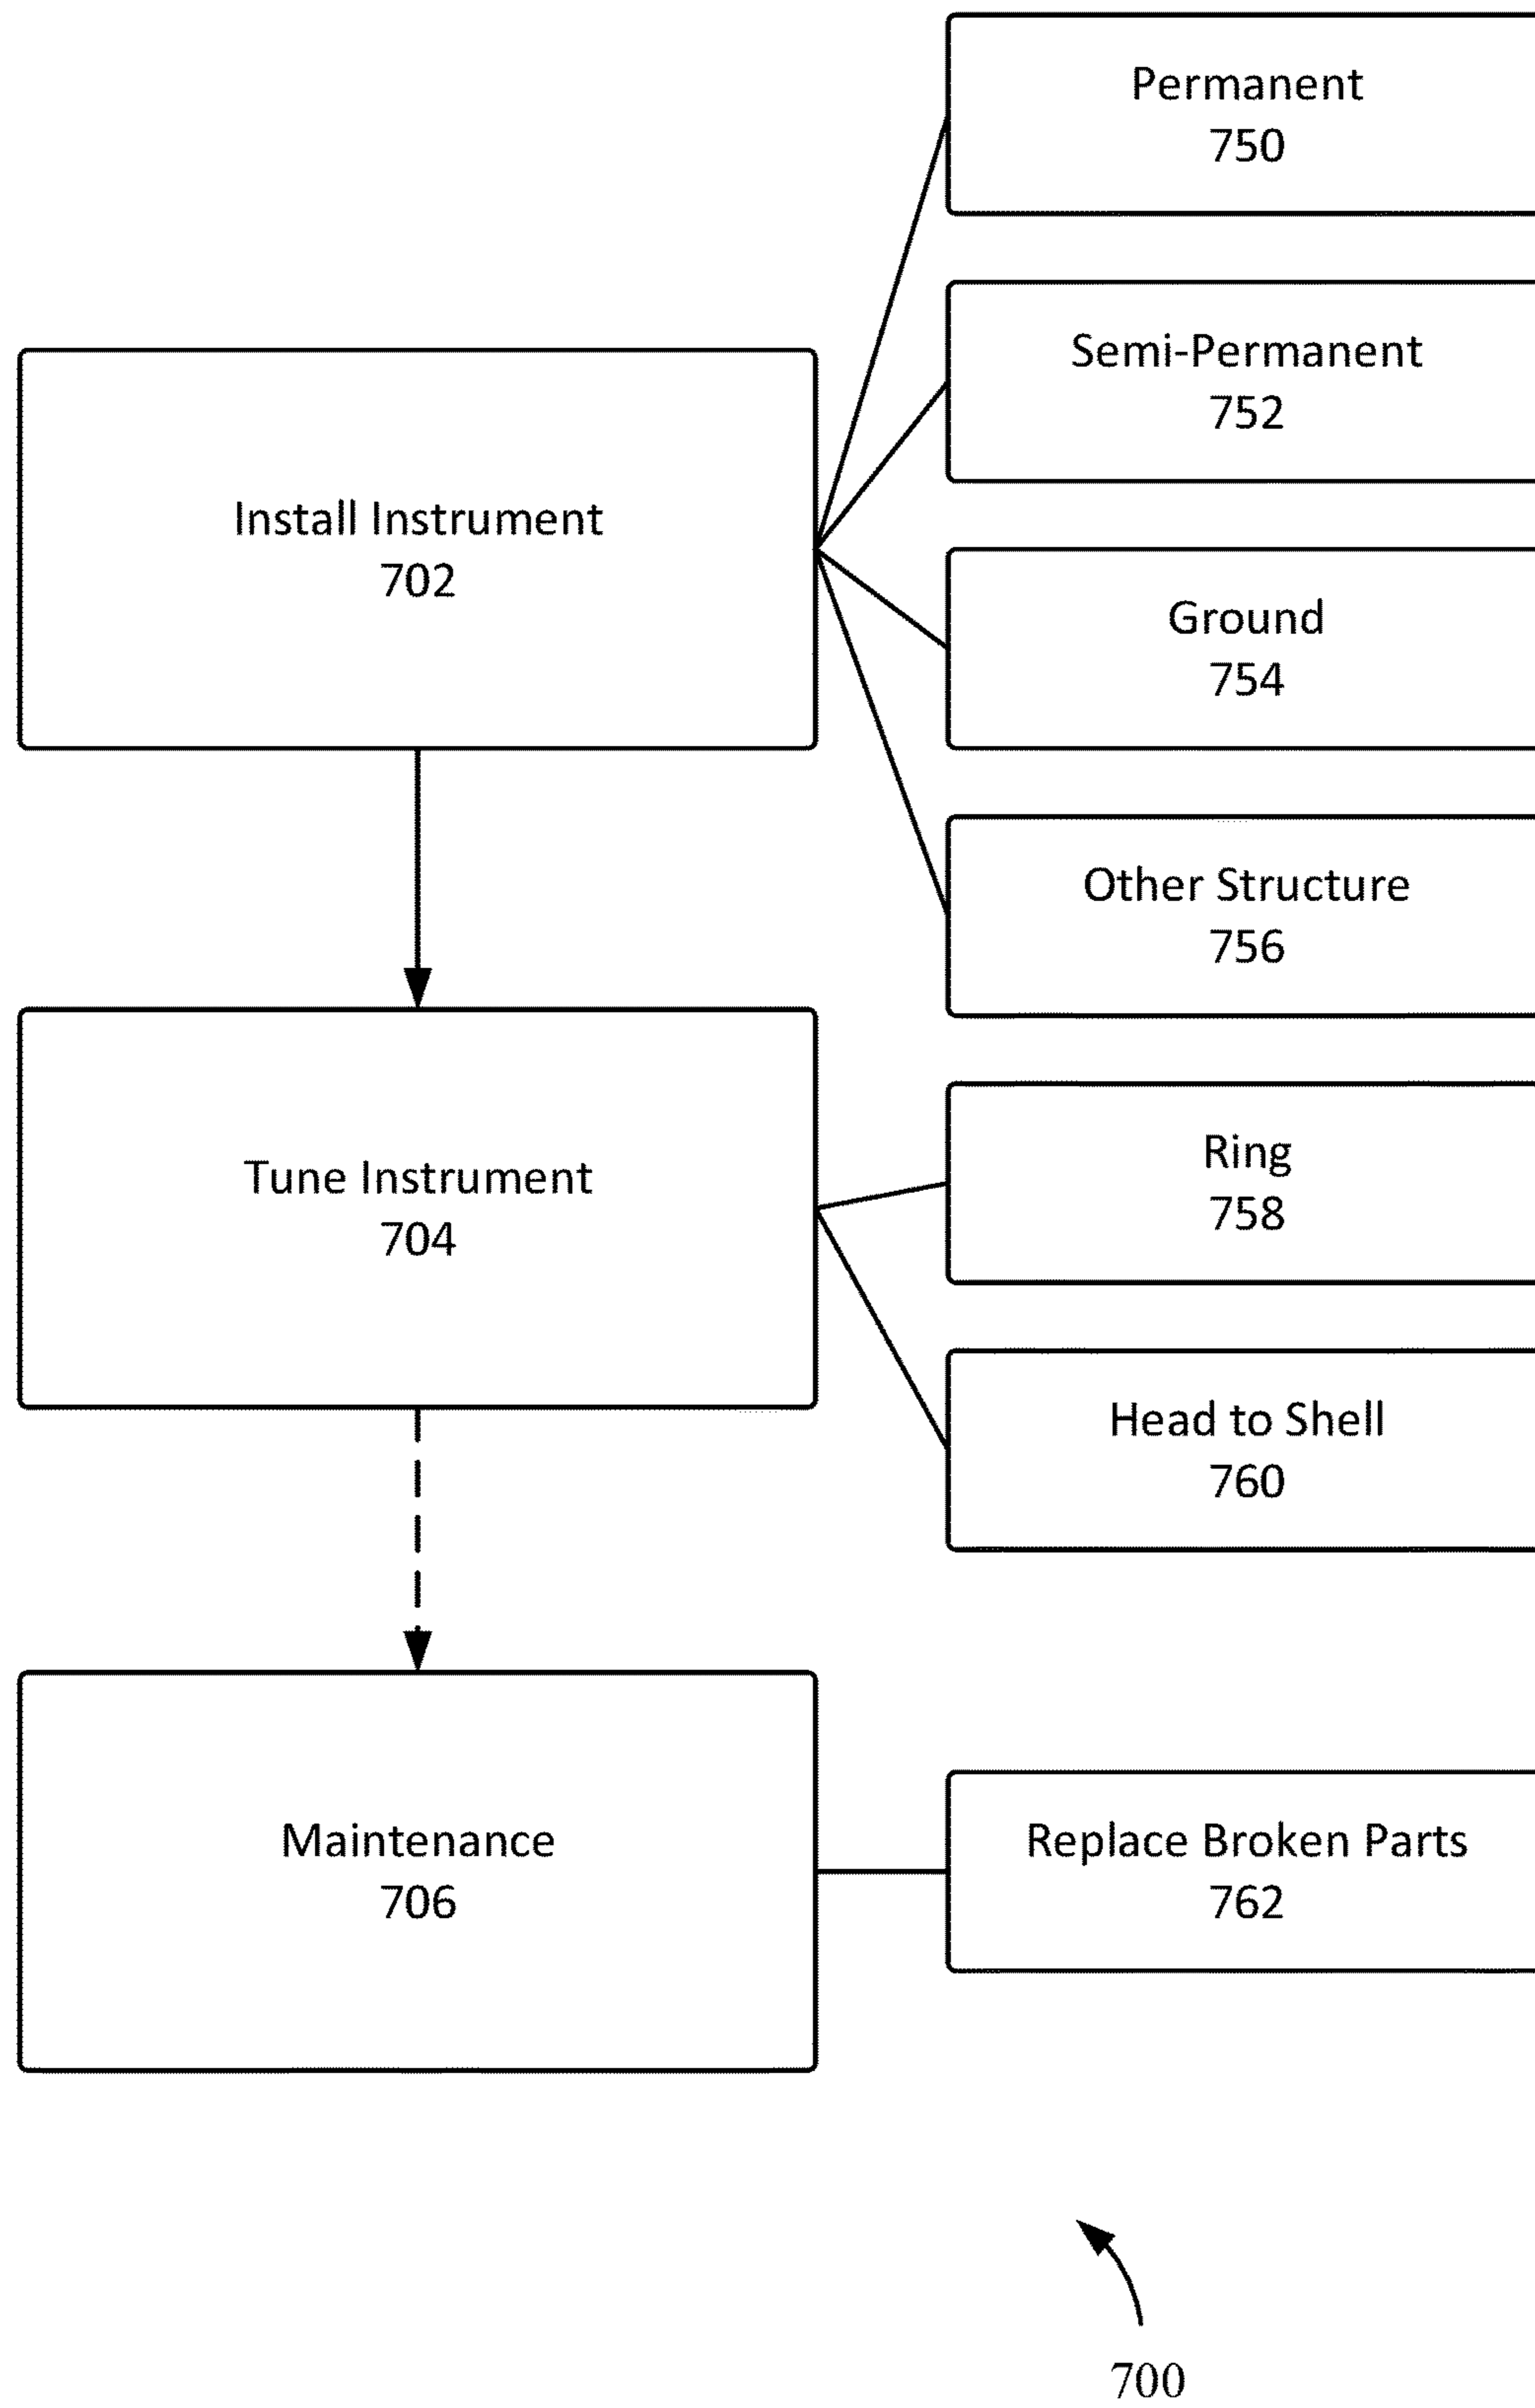 Permanent
750
Semi-Permanent
752
Install Instrument
702
Ground
754
Other Structure
756
Tune Instrument
704
Ring
758
Head to Shell
760
Maintenance
706
Replace Broken Parts
762
700